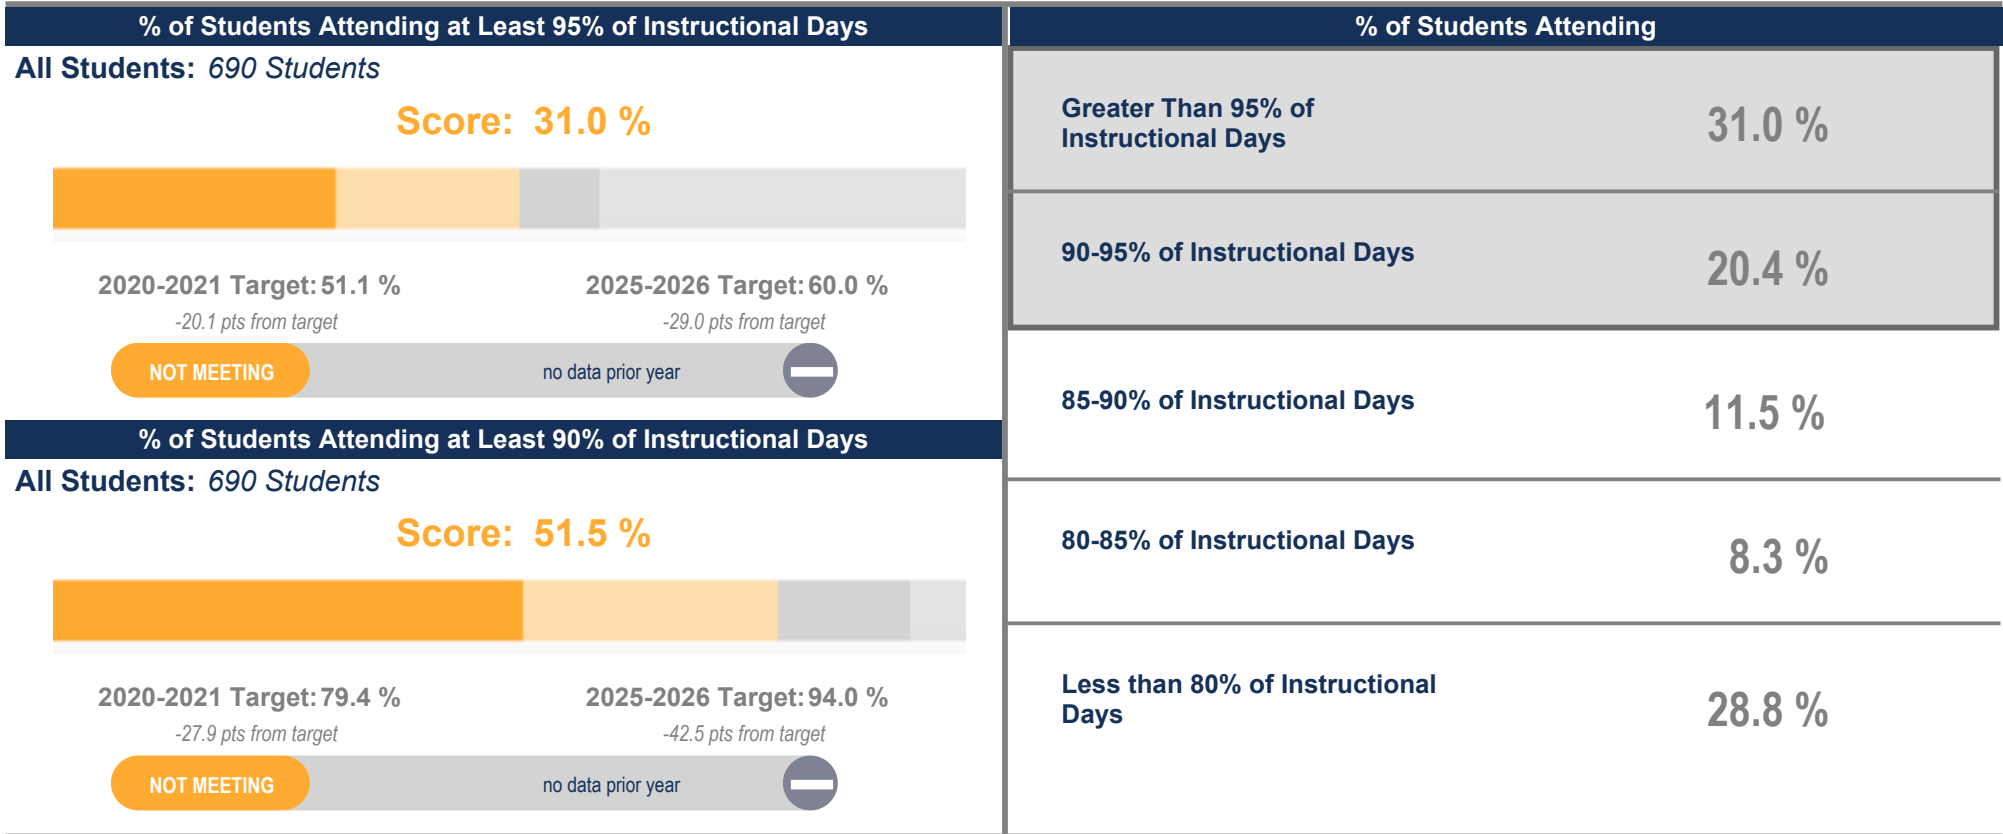 % of Students Attending at Least 95% of Instructional Days
All Students: 690 Students
Score: 31.0 %
2020-2021 Target: 51.1 %
-20.1 pts from target
2025-2026 Target: 60.0 %
-29.0 pts from target
NOT MEETING
no data prior year
% of Students Attending at Least 90% of Instructional Days
All Students: 690 Students
Score: 51.5 %
2020-2021 Target: 79.4 %
-27.9 pts from target
2025-2026 Target: 94.0 %
-42.5 pts from target
NOT MEETING
no data prior year
% of Students Attending
Greater Than 95% of
Instructional Days
31.0 %
90-95% of Instructional Days
20.4 %
85-90% of Instructional Days
11.5 %
80-85% of Instructional Days
8.3 %
Less than 80% of Instructional
Days
28.8 %